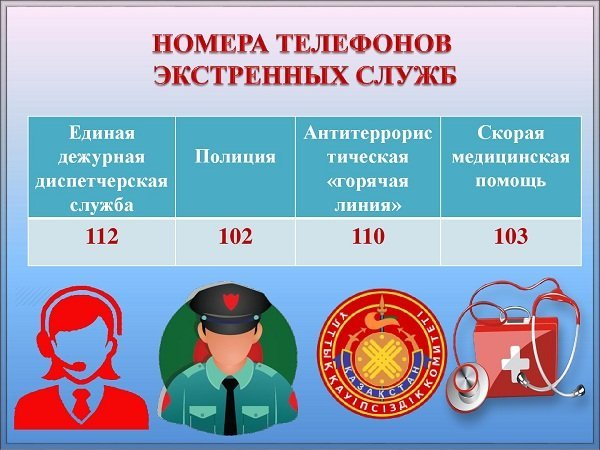 НОМЕРА ТЕЛЕФОНОВ
ЭКСТРЕННЫХ СЛУЖБ
Единая
дежурная
диспетчерская
служба
Полиция
Антитеррорис
тическая
«горячая
линия»
Скорая
медицинская
помощь
112
102
110
103
ҰЛТТЫҚ ҚАУІПСІЗДІК КОМИТЕТІ
ҚАЗАҚСТАН